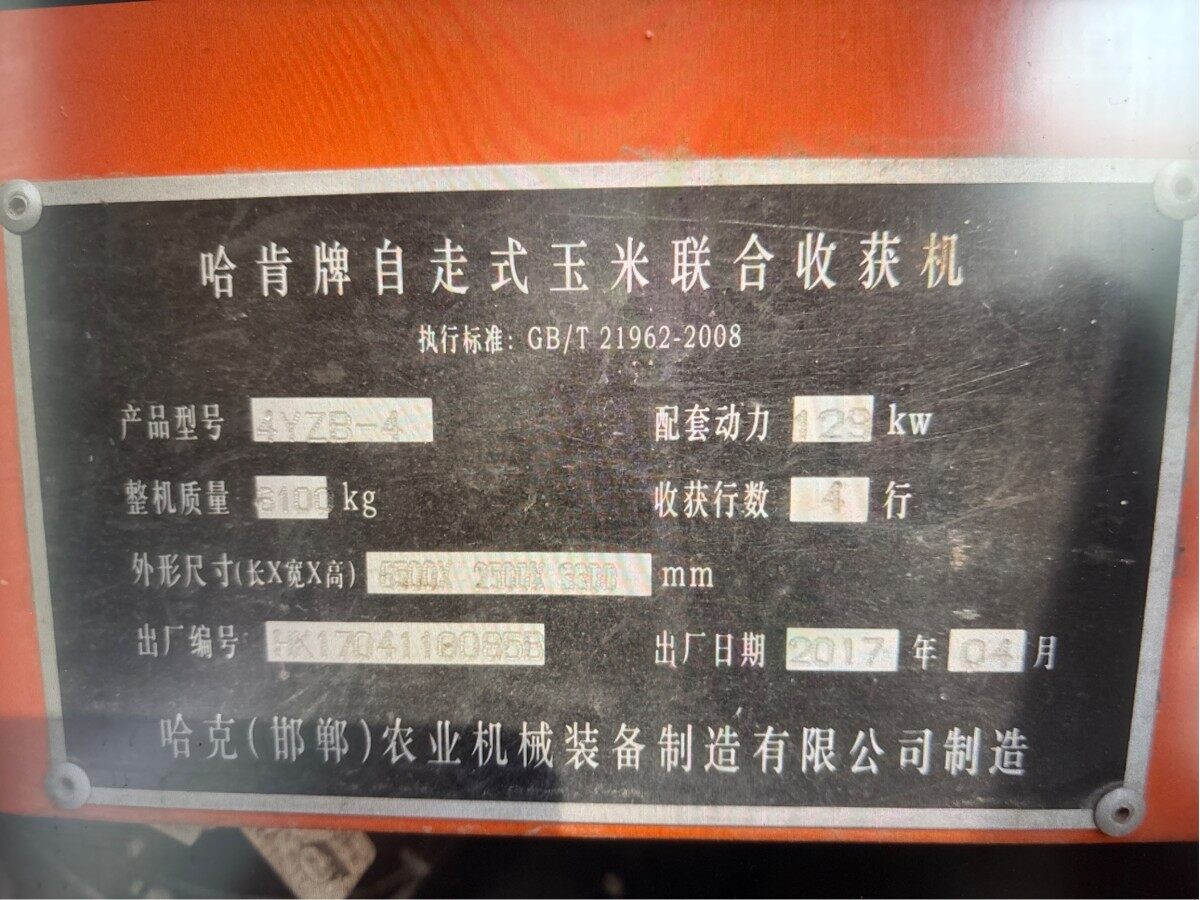 哈肯牌自走式玉米联合收获机
执行标准：GB/T 21962-2008
产品型号 4YZB-4 配套动力 129 kw
整机质量 kg 收获行数 4 行
外形尺寸(长X宽X高) mm
出厂编号 出厂日期 2017 年 04 月
哈克(邯郸)农业机械装备制造有限公司制造